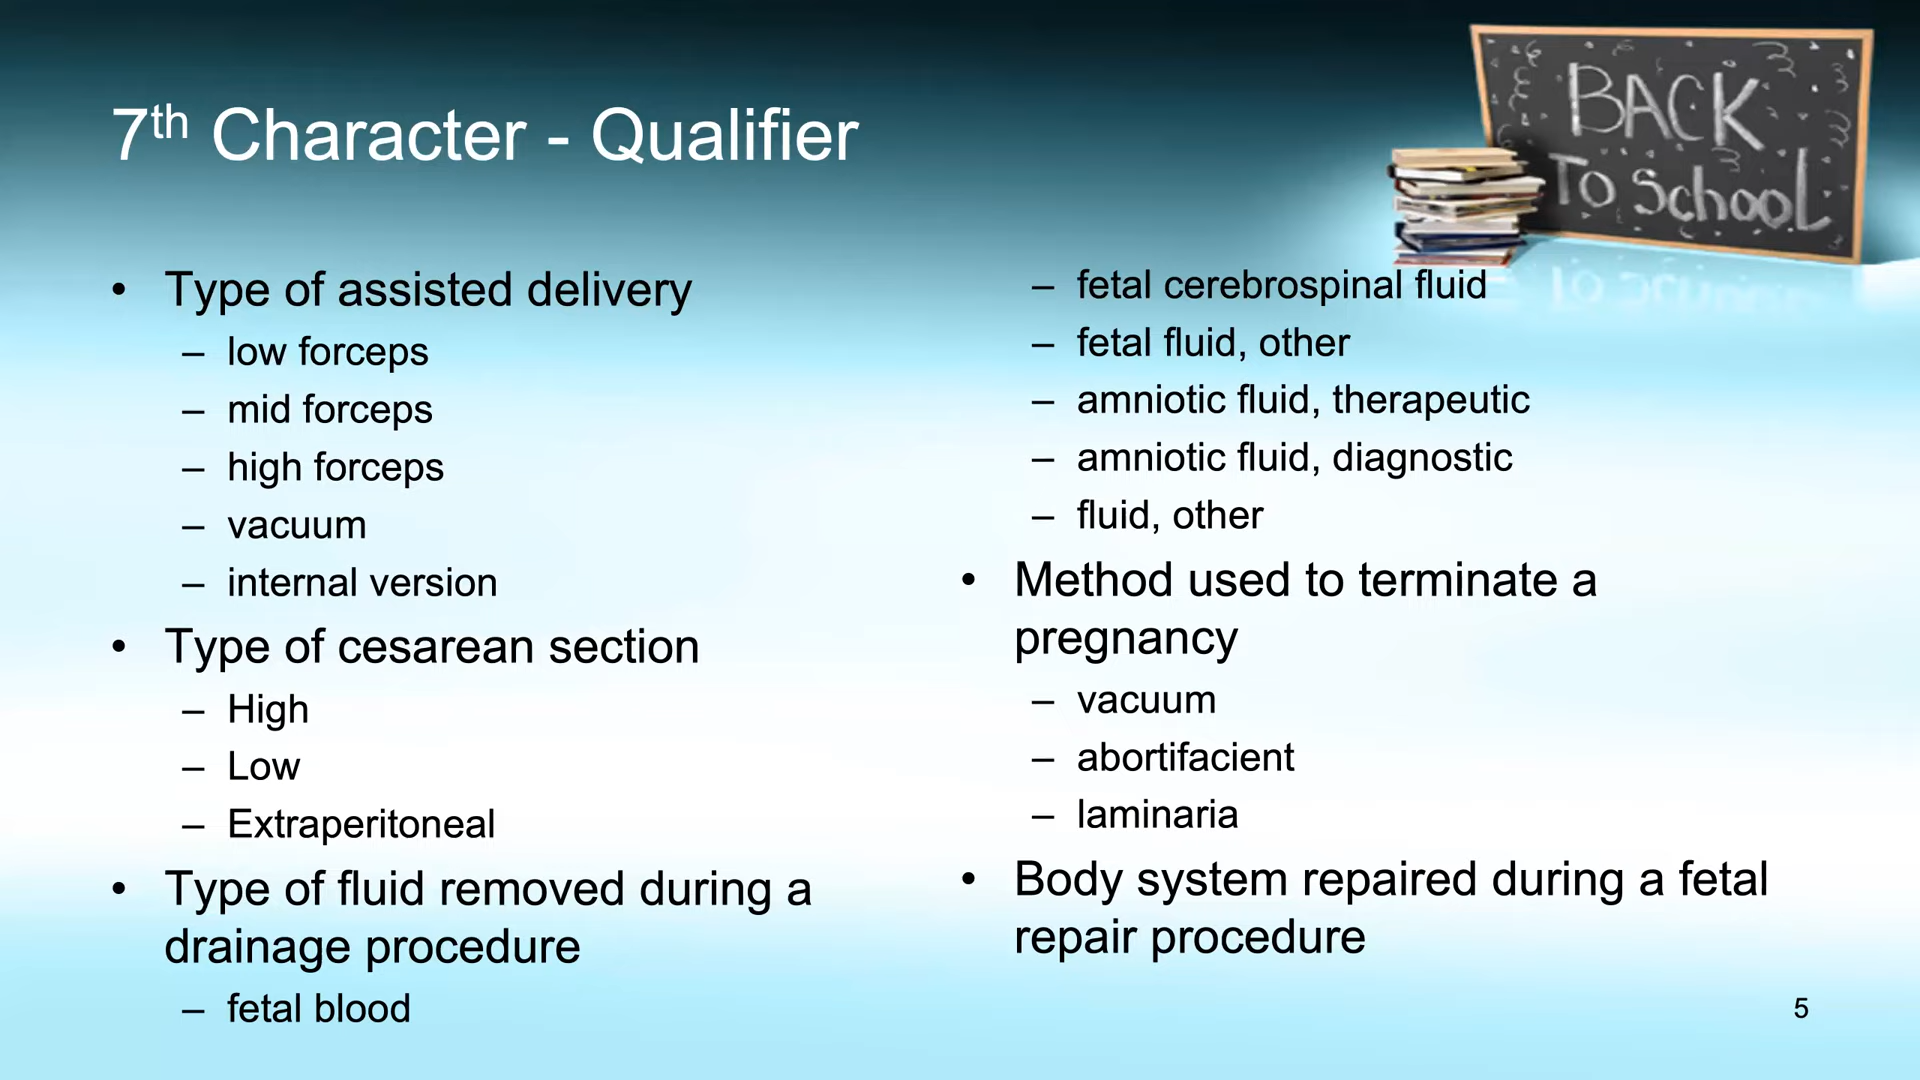 7th Character - Qualifier
BACK
To School
• Type of assisted delivery
– low forceps
– mid forceps
– high forceps
– vacuum
– internal version
• Type of cesarean section
– High
– Low
– Extraperitoneal
• Type of fluid removed during a
drainage procedure
– fetal blood
– fetal cerebrospinal fluid
– fetal fluid, other
– amniotic fluid, therapeutic
– amniotic fluid, diagnostic
– fluid, other
• Method used to terminate a
pregnancy
– vacuum
– abortifacient
– laminaria
• Body system repaired during a fetal
repair procedure
5